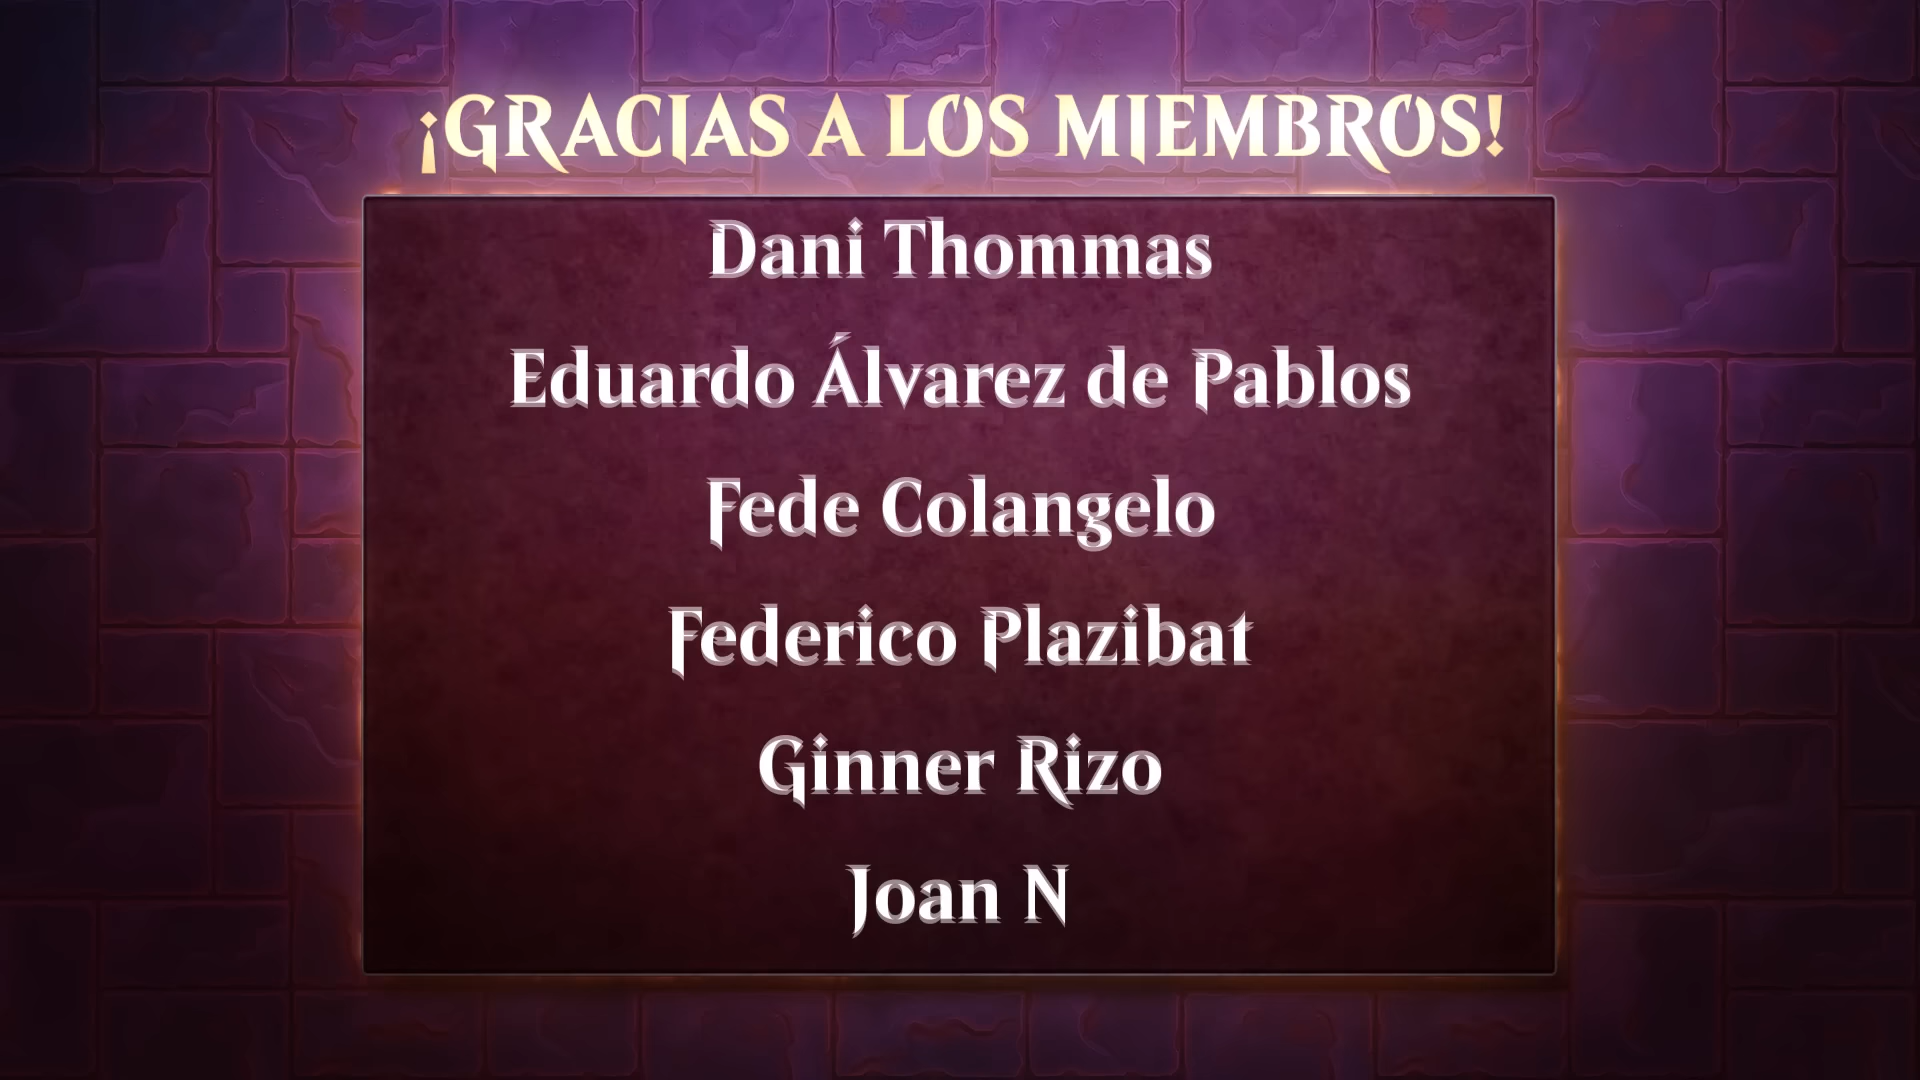 ¡GRACIAS A LOS MIEMBROS!
Dani Thommas
Eduardo Álvarez de Pablos
Fede Colangelo
Federico Plazibat
Ginner Rizo
Joan N